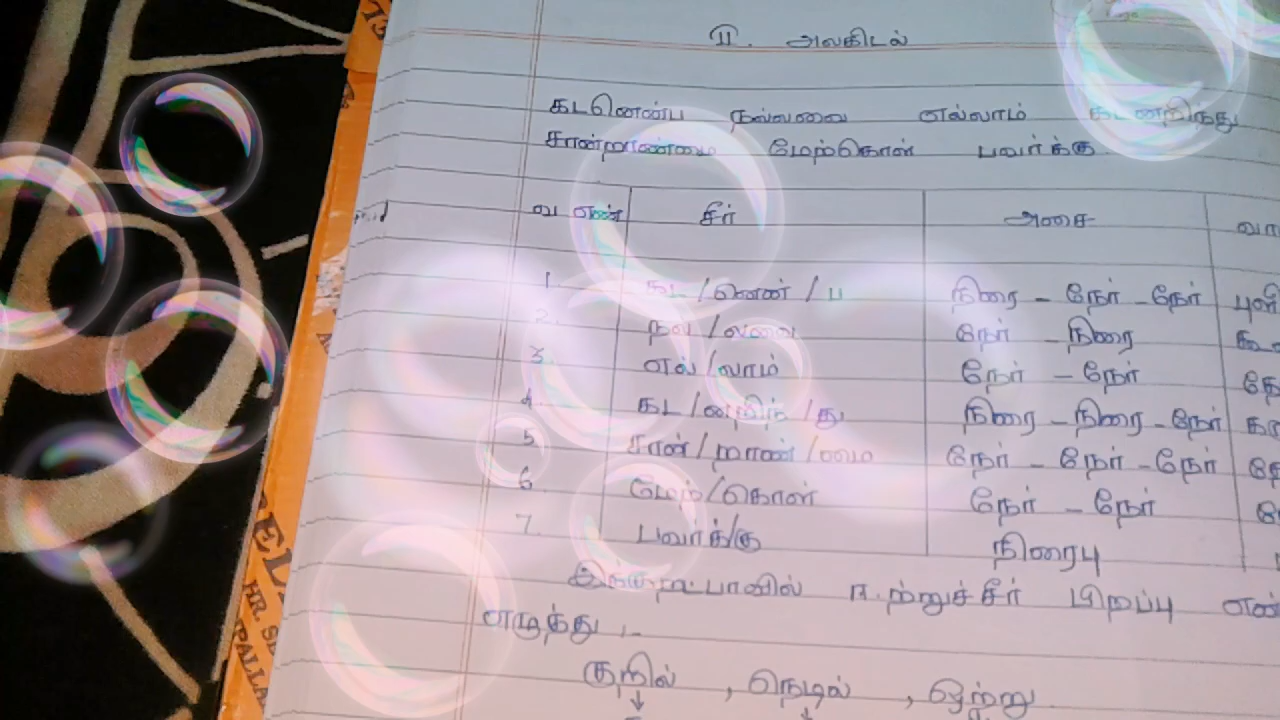 II. அலகிடல்
கடனென்ப நல்லவை எல்லாம் கடனறிந்து
சான்றாண்மை மேற்கொள் பவர்க்கு
வ எண் சீர் அசை
1. கட / னென் / ப நிரை - நேர் - நேர்
2. நல் / லவை நேர் - நிரை
3. எல் / லாம் நேர் - நேர்
4 கட / னறிந் / து நிரை - நிரை - நேர்
5 சான் / றாண் / மை நேர் - நேர் - நேர்
6. மேற் / கொள் நேர் - நேர்
7. பவர்க் / கு நிரைபு
இக்குறட்பாவில் ஈற்றுச் சீர் பிறப்பு என்
எழுத்து :-
குறில் , நெடில் , ஒற்று